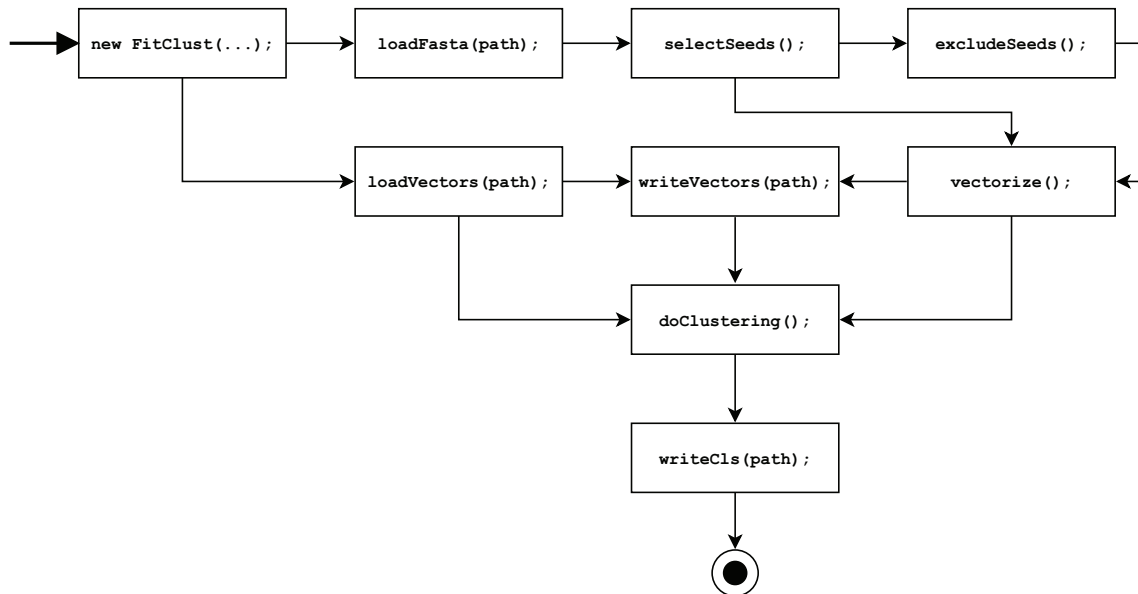 new FitClust(...);
loadFasta(path);
selectSeeds();
excludeSeeds();
loadVectors(path);
writeVectors(path);
vectorize();
doClustering();
writeCls(path);